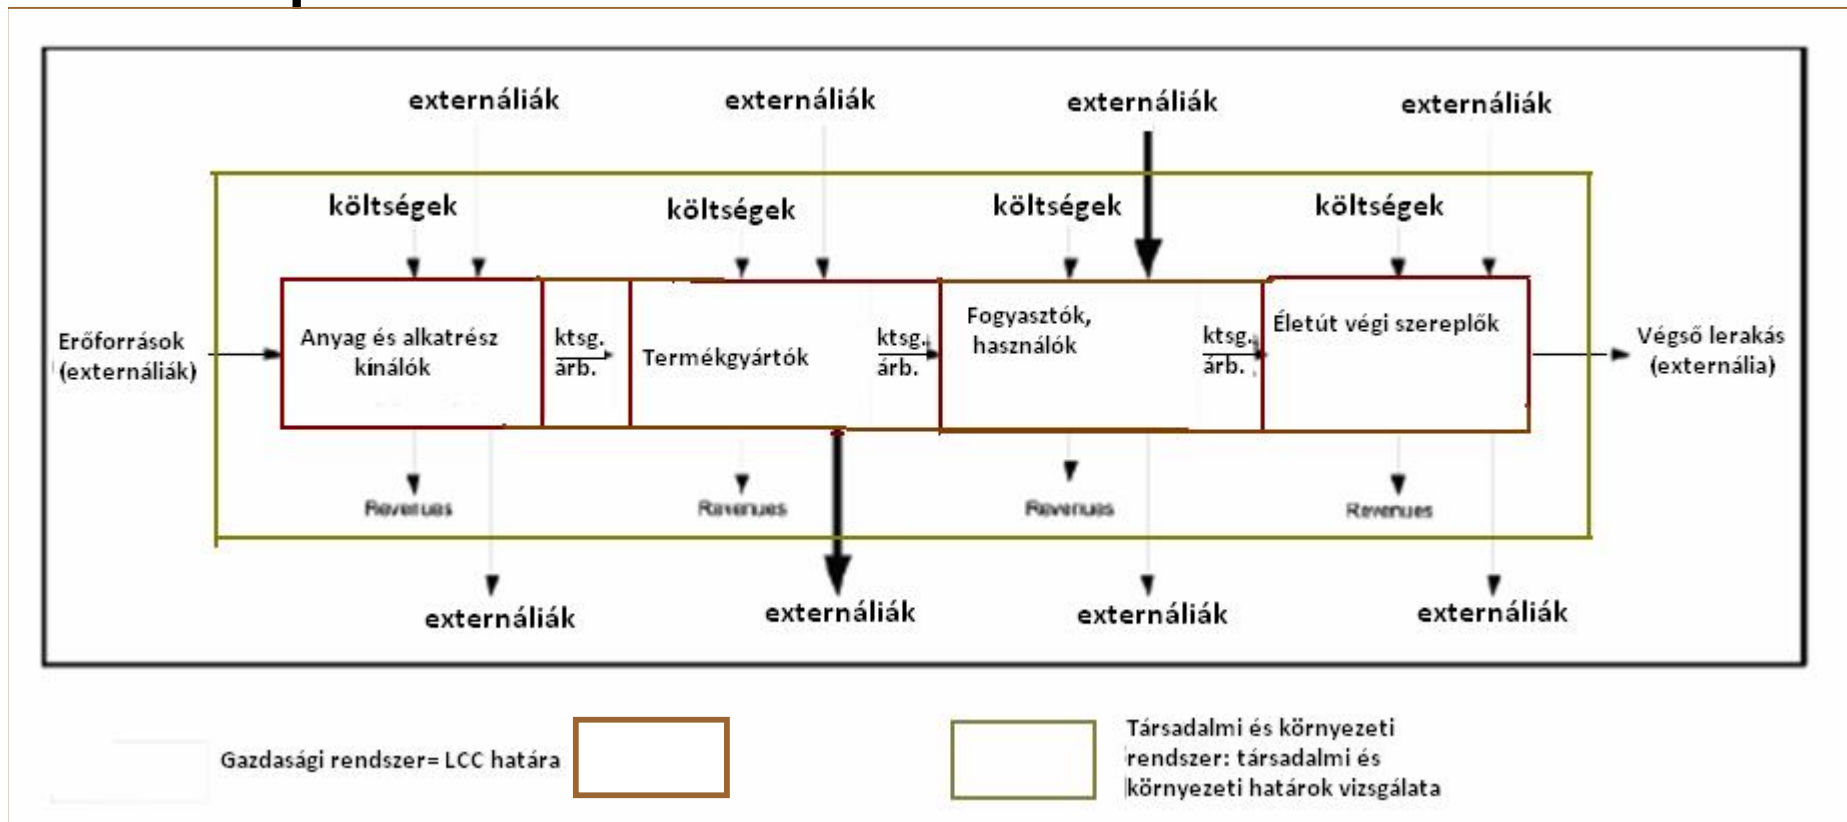 externáliák externáliák externáliák externáliák
költségek költségek költségek költségek
Erőforrások
(externáliák)
Anyag és alkatrész
kínálók
ktsg.
árb.
Termékgyártók
ktsg.
árb.
Fogyasztók,
használók
ktsg.
árb.
Életút végi szereplők
Végső lerakás
(externália)
Revenues Revenues Revenues Revenues
externáliák externáliák externáliák externáliák
Gazdasági rendszer= LCC határa
Társadalmi és környezeti
rendszer: társadalmi és
környezeti határok vizsgálata